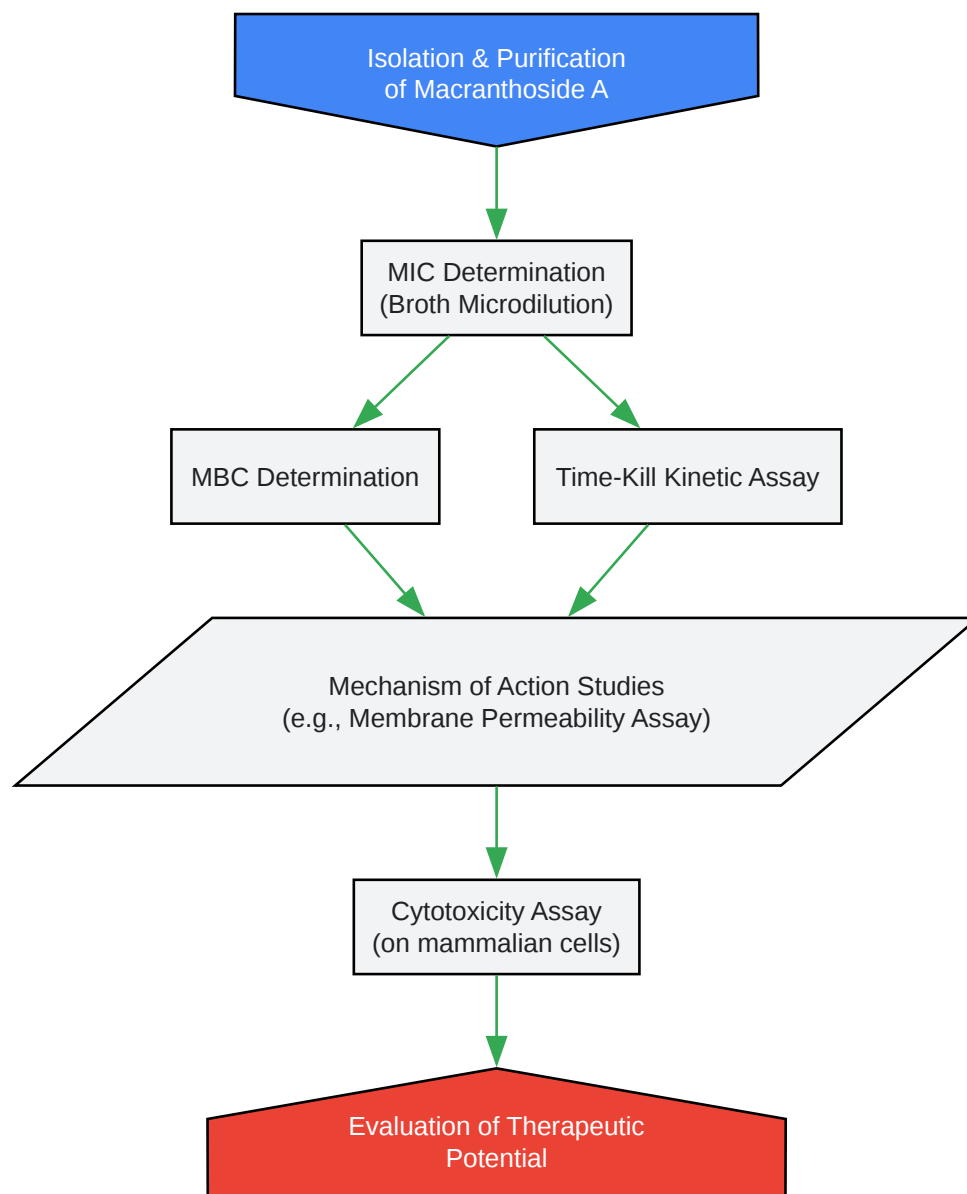 Isolation & Purification
of Macranthoside A
MIC Determination
(Broth Microdilution)
MBC Determination
Time-Kill Kinetic Assay
Mechanism of Action Studies
(e.g., Membrane Permeability Assay)
Cytotoxicity Assay
(on mammalian cells)
Evaluation of Therapeutic
Potential